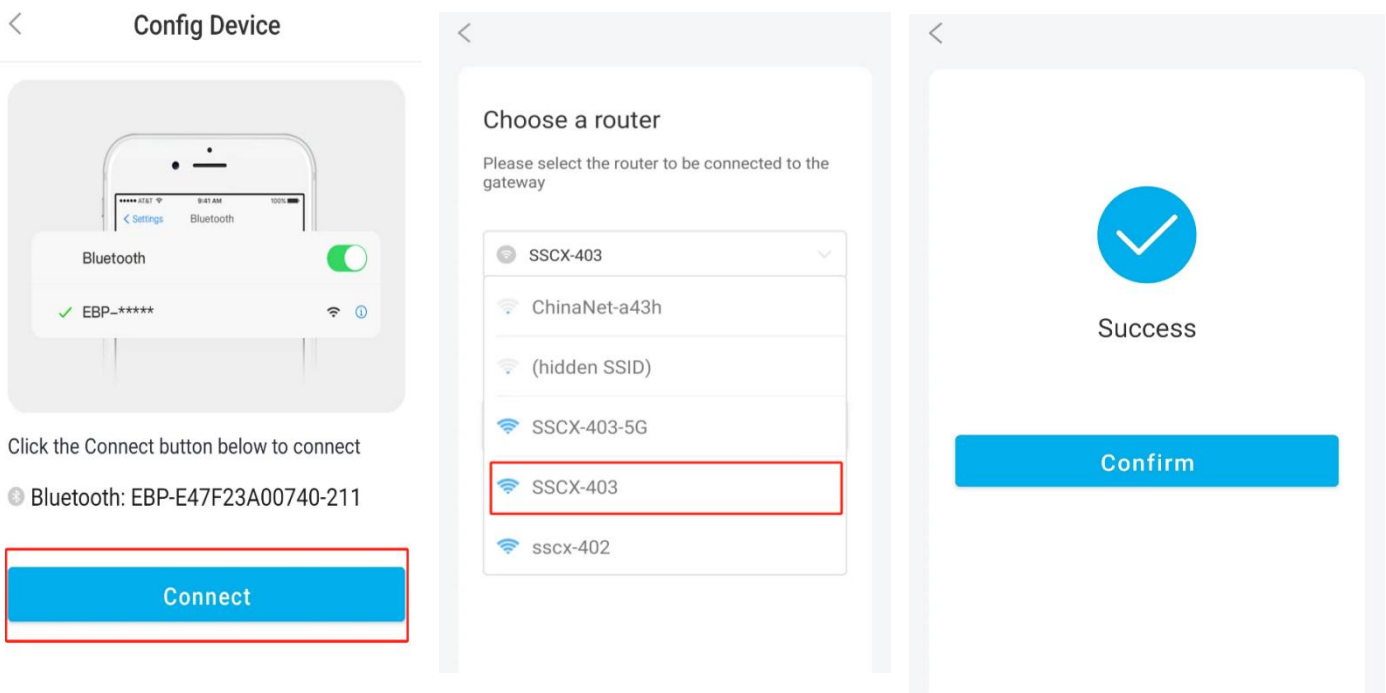 Config Device
●●●●● AT&T 9:41 AM 100%
Settings Bluetooth
Bluetooth
EBP-*****
Click the Connect button below to connect
Bluetooth: EBP-E47F23A00740-211
Connect
Choose a router
Please select the router to be connected to the
gateway
SSCX-403
ChinaNet-a43h
(hidden SSID)
SSCX-403-5G
SSCX-403
sscx-402
Success
Confirm